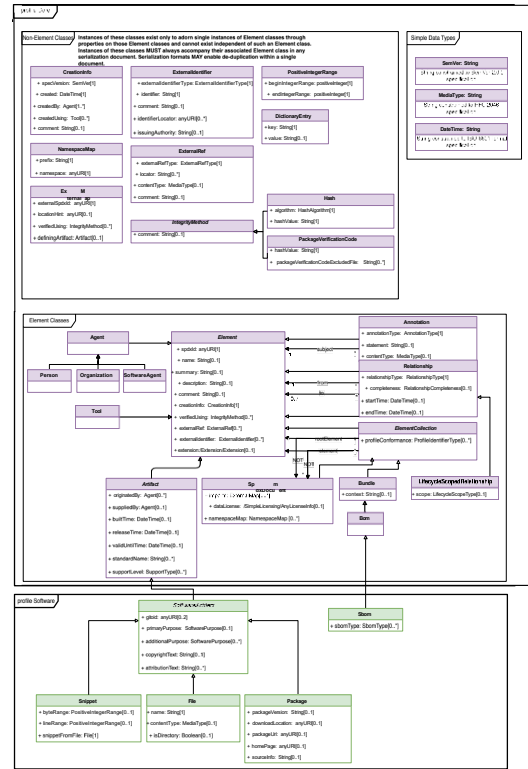 Non-Element Classes
Instances of these classes exist only to adorn single instances of Element classes through
properties on those Element classes and cannot exist independent of such an Element class.
Instances of these classes MUST always accompany their associated Element class in any
serialization document. Serialization formats MAY enable de-duplication within a single
document.
CreationInfo
+ specVersion: SemVer[1]
+ created: DateTime[1]
+ createdBy: Agent[1..*]
+ createdUsing: Tool[0..*]
+ comment: String[0..1]
ExternalIdentifier
+ externalIdentifierType: ExternalIdentifierType[1]
+ identifier: String[1]
+ comment: String[0..1]
+ identifierLocator: anyURI[0..*]
+ issuingAuthority: String[0..1]
PositiveIntegerRange
+ beginIntegerRange: positiveInteger[1]
+ endIntegerRange: positiveInteger[1]
DictionaryEntry
+ key: String[1]
+ value: String[0..1]
NamespaceMap
+ prefix: String[1]
+ namespace: anyURI[1]
ExternalRef
+ externalRefType: ExternalRefType[1]
+ locator: String[0..*]
+ contentType: MediaType[0..1]
+ comment: String[0..1]
+ externalSpdxId: anyURI[1]
+ locationHint: anyURI[0..1]
+ verifiedUsing: IntegrityMethod[0..*]
+ definingArtifact: Artifact[0..1]
IntegrityMethod
+ comment: String[0..1]
Hash
+ algorithm: HashAlgorithm[1]
+ hashValue: String[1]
PackageVerificationCode
+ hashValue: String[1]
+ packageVerificationCodeExcludedFile: String[0..*]
Simple Data Types
SemVer: String
MediaType: String
DateTime: String
Element Classes
Agent
Person
Organization
SoftwareAgent
Tool
Element
+ spdxId: anyURI[1]
+ name: String[0..1]
+ summary: String[0..1]
+ description: String[0..1]
+ comment: String[0..1]
+ creationInfo: CreationInfo[1]
+ verifiedUsing: IntegrityMethod[0..*]
+ externalRef: ExternalRef[0..*]
+ externalIdentifier: ExternalIdentifier[0..*]
+ extension:/Extension/Extension[0..1]
subject
rootElement
element
NOT
NOT
Annotation
+ annotationType: AnnotationType[1]
+ statement: String[0..1]
+ contentType: MediaType[0..1]
Relationship
+ relationshipType: RelationshipType[1]
+ completeness: RelationshipCompleteness[0..1]
+ startTime: DateTime[0..1]
+ endTime: DateTime[0..1]
ElementCollection
+ profileConformance: ProfileIdentifierType[0..*]
Artifact
+ originatedBy: Agent[0..*]
+ suppliedBy: Agent[0..1]
+ builtTime: DateTime[0..1]
+ releaseTime: DateTime[0..1]
+ validUntilTime: DateTime[0..1]
+ standardName: String[0..*]
+ supportLevel: SupportType[0..*]
+ dataLicense: /SimpleLicensing/AnyLicenseInfo[0..1]
+ namespaceMap: NamespaceMap [0..*]
Bundle
+ context: String[0..1]
LifecycleScopedRelationship
+ scope: LifecycleScopeType[0..1]
Bom
profile Software
+ gitoid: anyURI[0..2]
+ primaryPurpose: SoftwarePurpose[0..1]
+ additionalPurpose: SoftwarePurpose[0..*]
+ copyrightText: String[0..1]
+ attributionText: String[0..*]
Sbom
+ sbomType: SbomType[0..*]
Snippet
+ byteRange: PositiveIntegerRange[0..1]
+ lineRange: PositiveIntegerRange[0..1]
+ snippetFromFile: File[1]
File
+ name: String[1]
+ contentType: MediaType[0..1]
+ isDirectory: Boolean[0..1]
Package
+ packageVersion: String[0..1]
+ downloadLocation: anyURI[0..1]
+ packageUrl: anyURI[0..1]
+ homePage: anyURI[0..1]
+ sourceInfo: String[0..1]